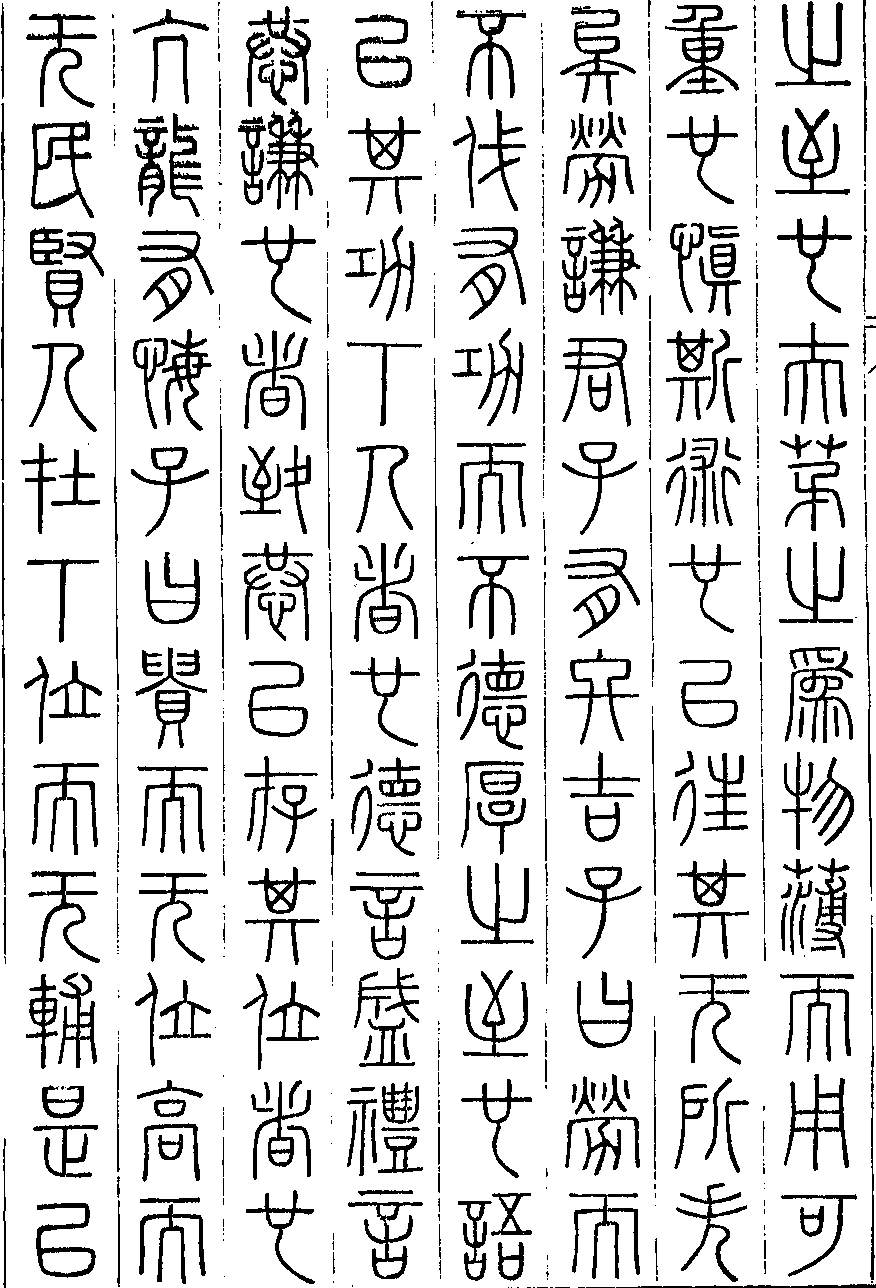 之至也夫茅之為物薄而用可
重也慎斯術也以往其无所失
矣勞謙君子有終吉子曰勞而
不伐有功而不德厚之至也語
以其功下人者也德言盛禮言
恭謙也者致恭以存其位者也
亢龍有悔子曰貴而无位高而
无民賢人在下位而无輔是以